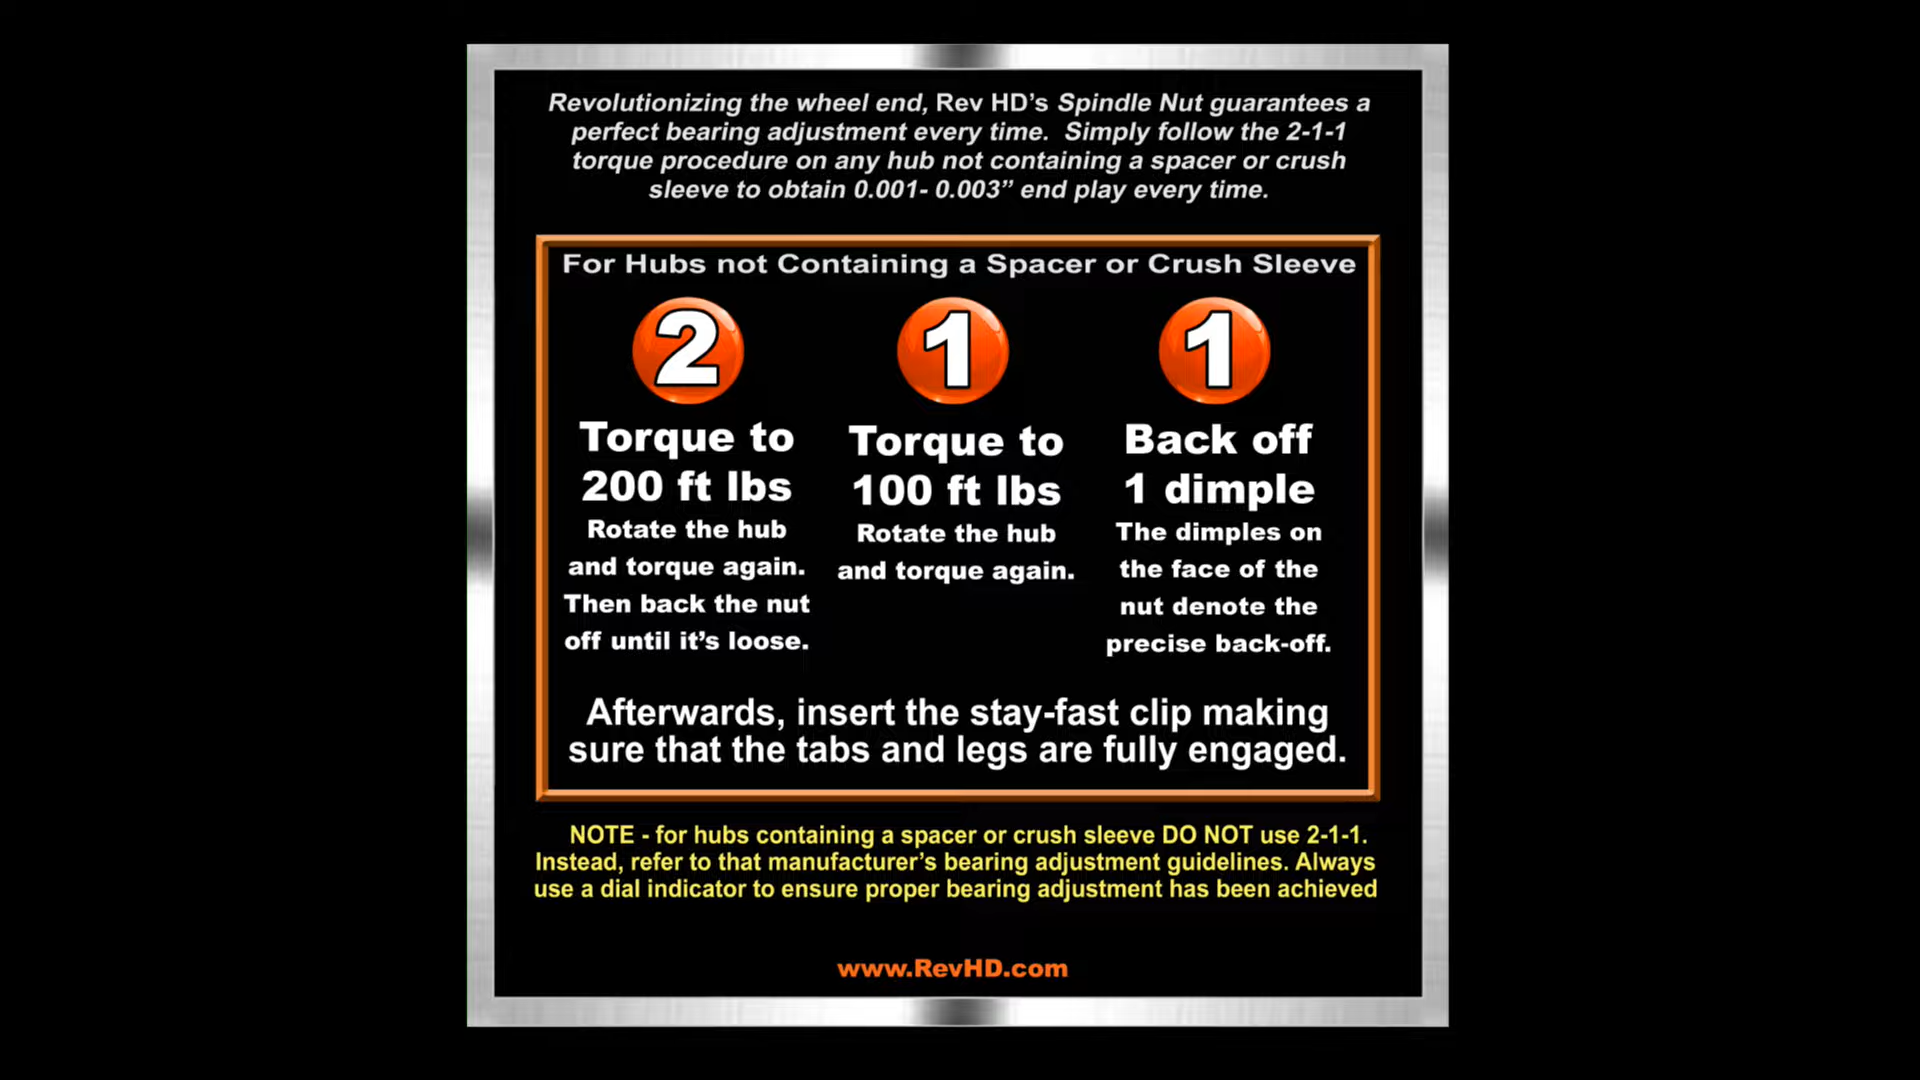 Revolutionizing the wheel end, Rev HD's Spindle Nut guarantees a
perfect bearing adjustment every time.  Simply follow the 2-1-1
torque procedure on any hub not containing a spacer or crush
sleeve to obtain 0.001- 0.003” end play every time.
For Hubs not Containing a Spacer or Crush Sleeve
2
Torque to
200 ft lbs
Rotate the hub
and torque again.
Then back the nut
off until it's loose.
1
Torque to
100 ft lbs
Rotate the hub
and torque again.
1
Back off
1 dimple
The dimples on
the face of the
nut denote the
precise back-off.
Afterwards, insert the stay-fast clip making
sure that the tabs and legs are fully engaged.
NOTE - for hubs containing a spacer or crush sleeve DO NOT use 2-1-1.
Instead, refer to that manufacturer's bearing adjustment guidelines. Always
use a dial indicator to ensure proper bearing adjustment has been achieved
www.RevHD.com